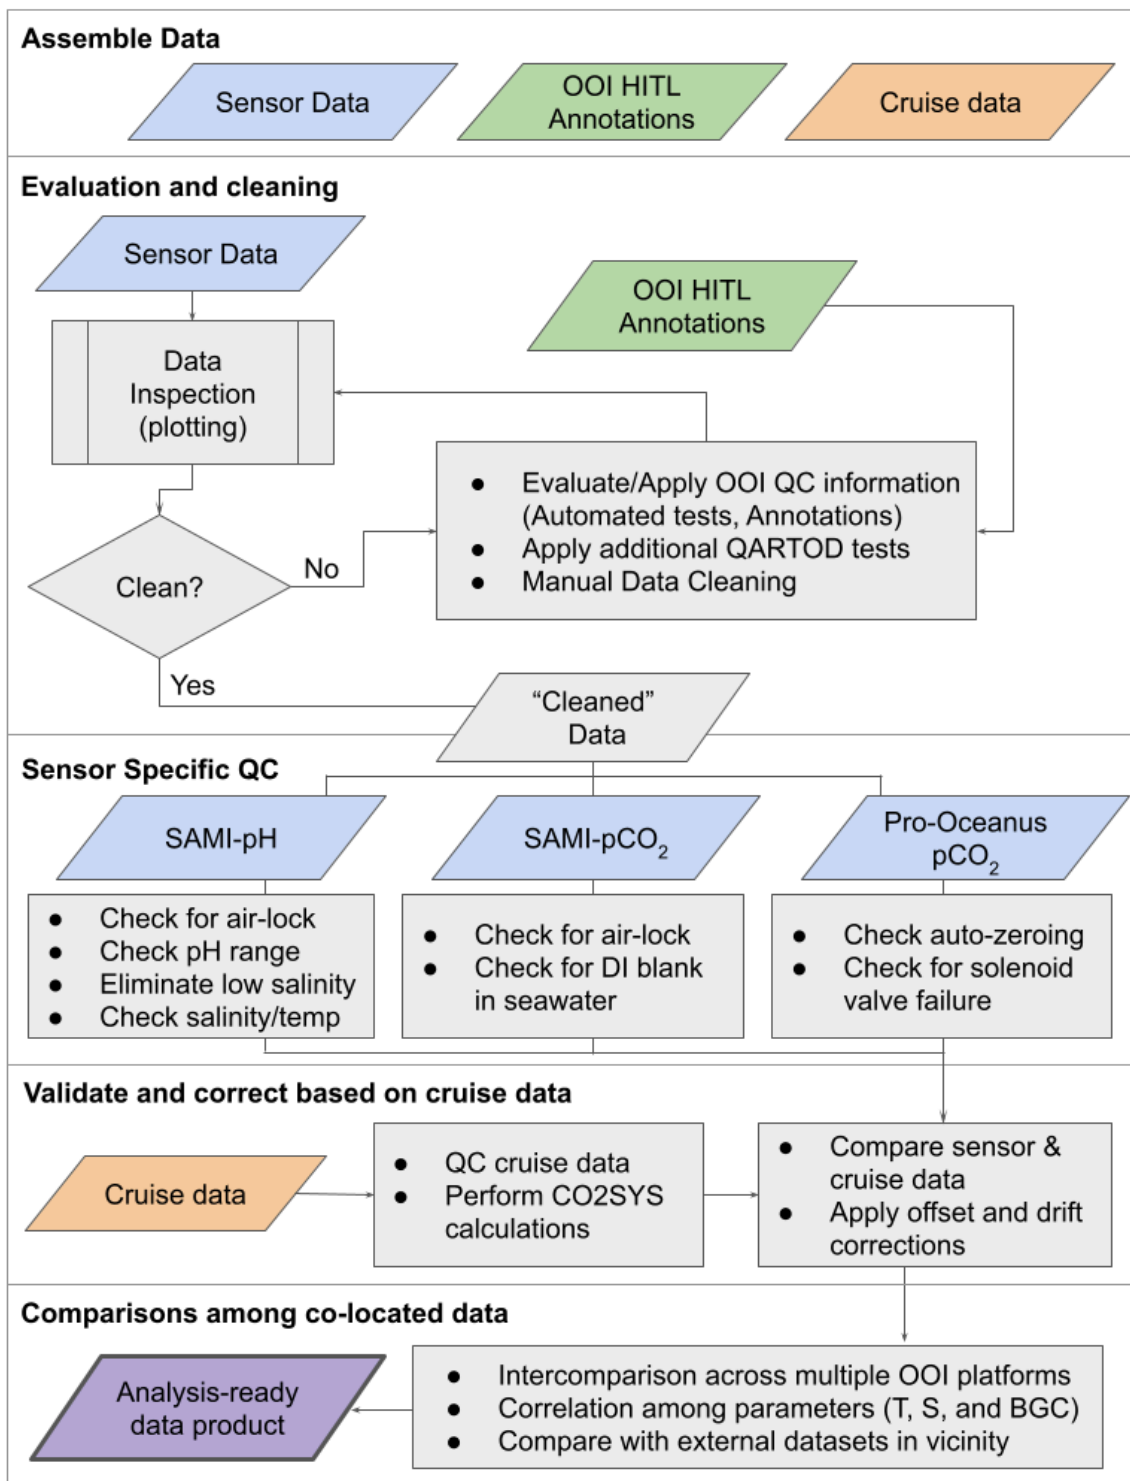 Assemble Data
Sensor Data
OOI HITL
Annotations
Cruise data
Evaluation and cleaning
Sensor Data
OOI HITL
Annotations
Data
Inspection
(plotting)
● Evaluate/Apply OOI QC information
(Automated tests, Annotations)
● Apply additional QARTOD tests
● Manual Data Cleaning
Clean?
No
Yes
“Cleaned”
Data
Sensor Specific QC
SAMI-pH
SAMI-pCO₂
Pro-Oceanus
pCO₂
● Check for air-lock
● Check pH range
● Eliminate low salinity
● Check salinity/temp
● Check for air-lock
● Check for DI blank
in seawater
● Check auto-zeroing
● Check for solenoid
valve failure
Validate and correct based on cruise data
Cruise data
● QC cruise data
● Perform CO2SYS
calculations
● Compare sensor &
cruise data
● Apply offset and drift
corrections
Comparisons among co-located data
● Intercomparison across multiple OOI platforms
● Correlation among parameters (T, S, and BGC)
● Compare with external datasets in vicinity
Analysis-ready
data product